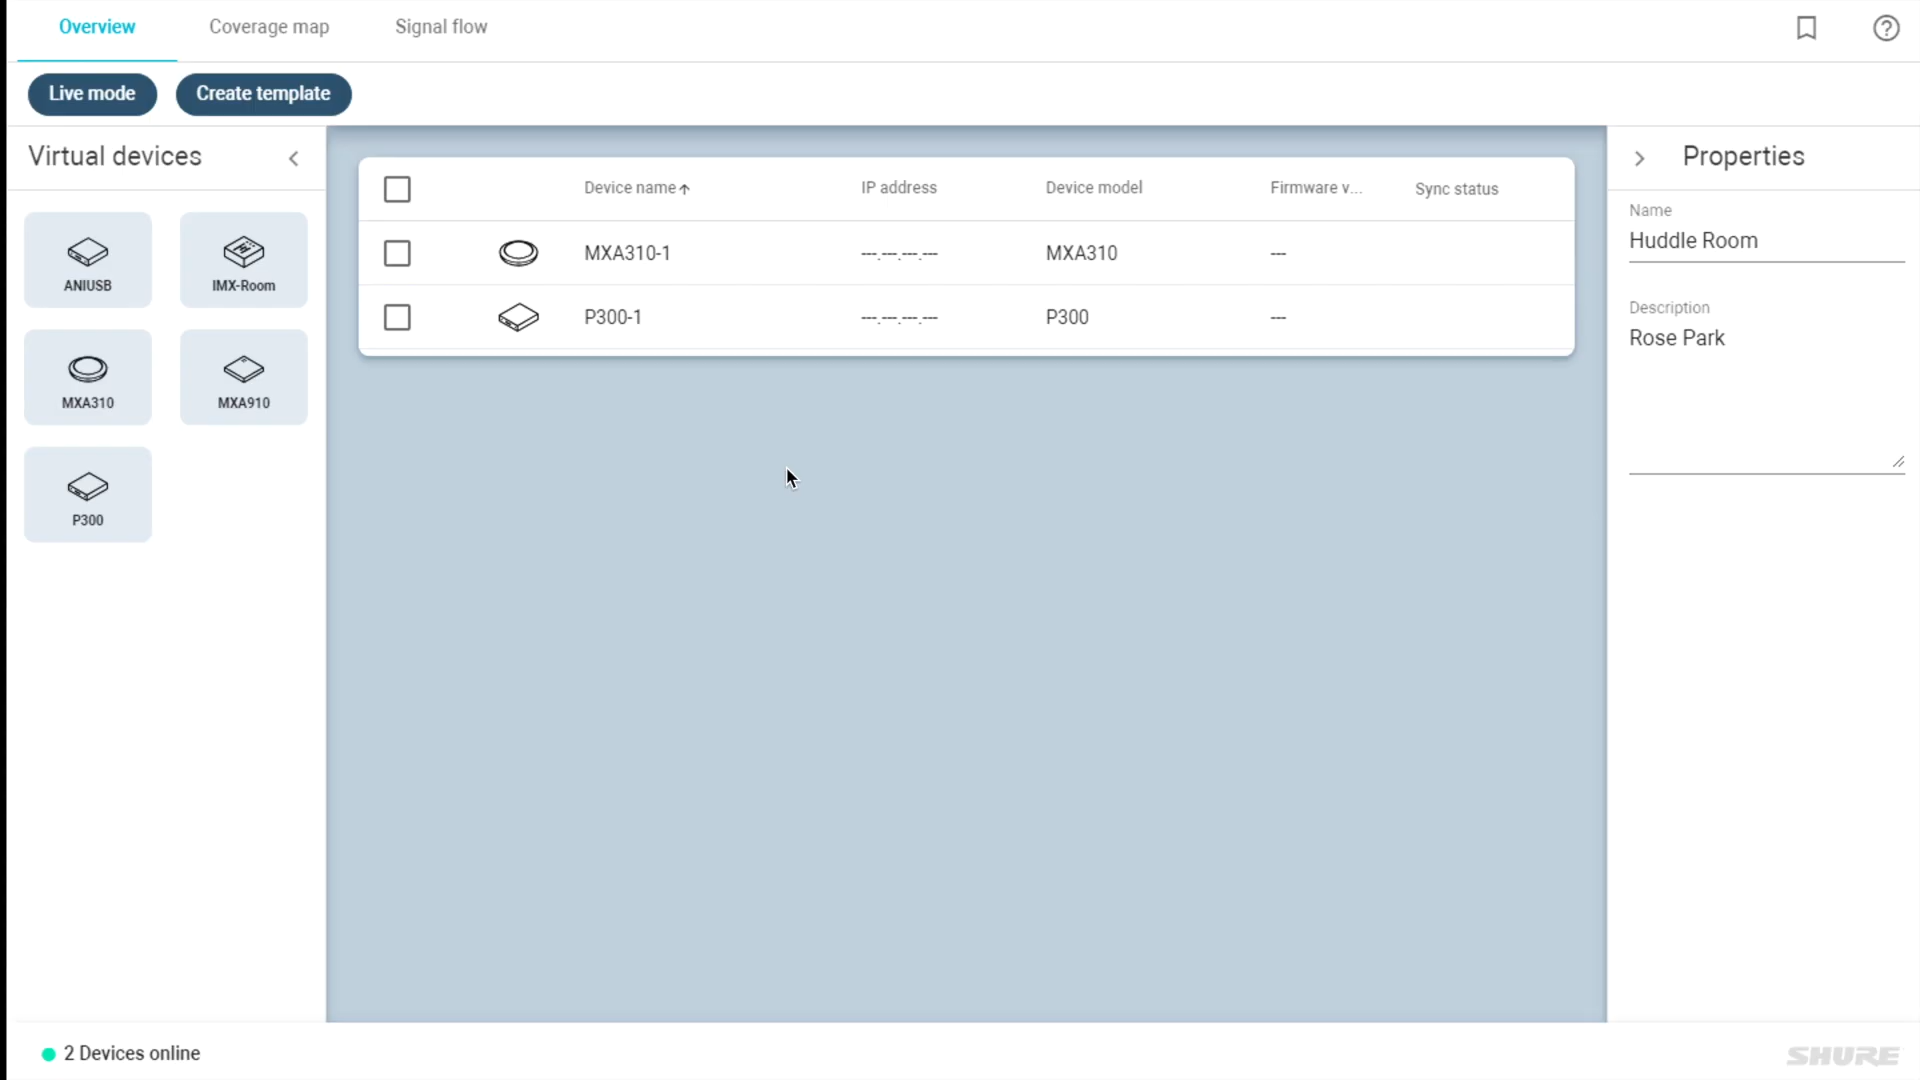 Overview
Coverage map
Signal flow
Live mode
Create template
Virtual devices
ANIUSB
IMX-Room
MXA310
MXA910
P300
Device name
IP address
Device model
Firmware v...
Sync status
MXA310-1
---.---.---.---
MXA310
---
P300-1
---.---.---.---
P300
---
Properties
Name
Huddle Room
Description
Rose Park
2 Devices online
SHURE